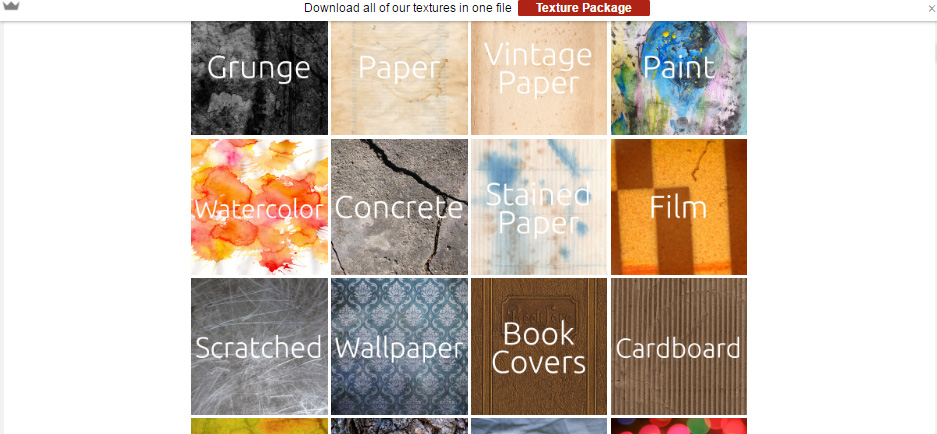 Download all of our textures in one file Texture Package
Grunge
Paper
Vintage
Paper
Paint
Watercolor
Concrete
Stained
Paper
Film
Scratched
Wallpaper
Book
Covers
Cardboard